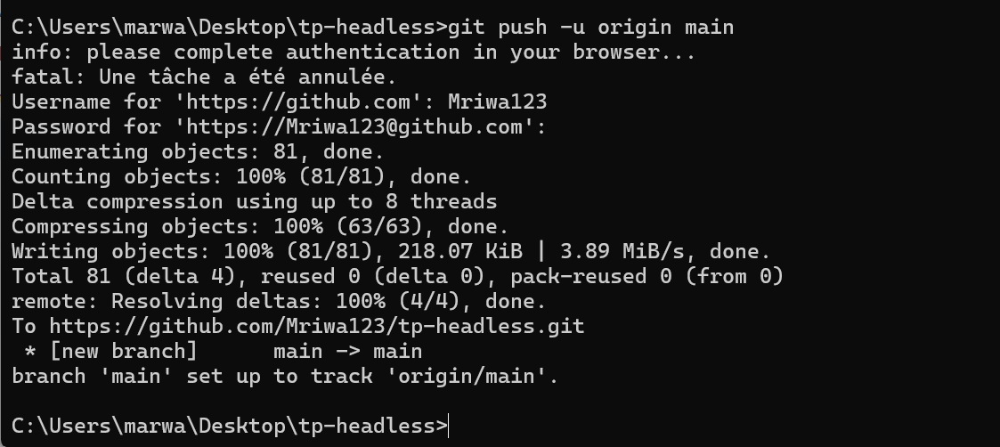 C:\Users\marwa\Desktop\tp-headless>git push -u origin main
info: please complete authentication in your browser...
fatal: Une tâche a été annulée.
Username for 'https://github.com': Mriwa123
Password for 'https://Mriwa123@github.com':
Enumerating objects: 81, done.
Counting objects: 100% (81/81), done.
Delta compression using up to 8 threads
Compressing objects: 100% (63/63), done.
Writing objects: 100% (81/81), 218.07 KiB | 3.89 MiB/s, done.
Total 81 (delta 4), reused 0 (delta 0), pack-reused 0 (from 0)
remote: Resolving deltas: 100% (4/4), done.
To https://github.com/Mriwa123/tp-headless.git
 * [new branch]      main -> main
branch 'main' set up to track 'origin/main'.
C:\Users\marwa\Desktop\tp-headless>